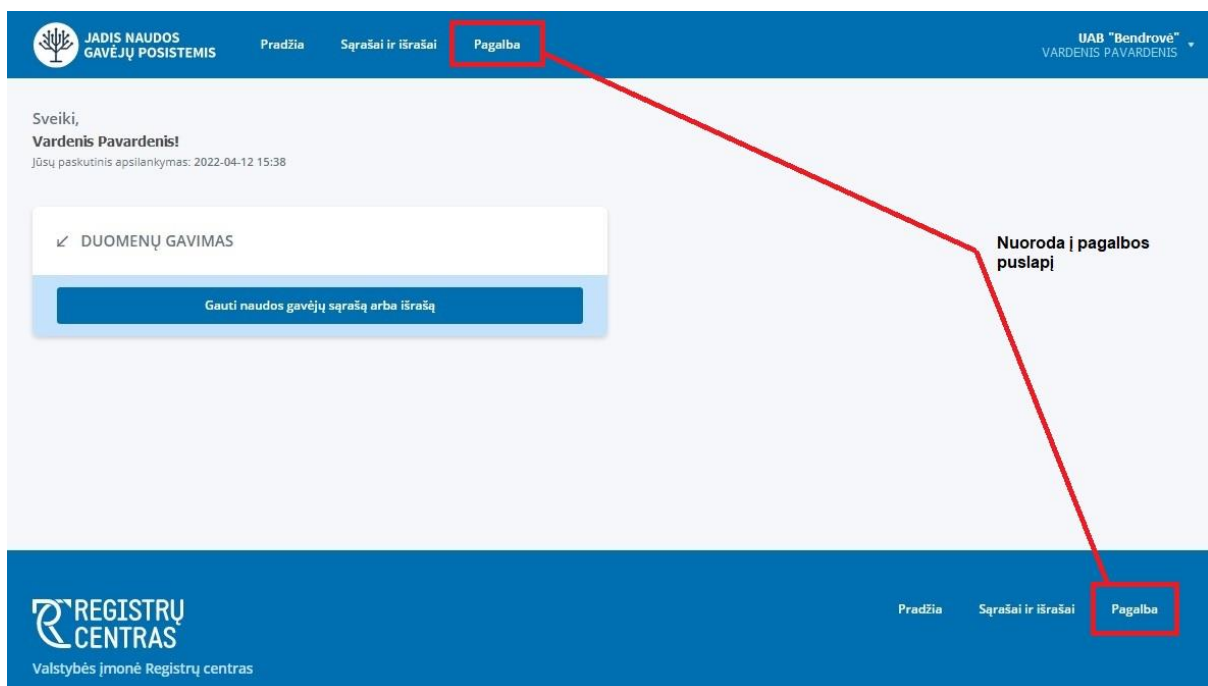 JADIS NAUDOS
GAVĖJŲ POSISTEMIS
Pradžia
Sąrašai ir išrašai
Pagalba
UAB "Bendrovė"
VARDENIS PAVARDENIS
Sveiki,
Vardenis Pavardenis!
Jūsų paskutinis apsilankymas: 2022-04-12 15:38
DUOMENŲ GAVIMAS
Gauti naudos gavėjų sąrašą arba išrašą
Nuoroda į pagalbos
puslapį
REGISTRŲ
CENTRAS
Valstybės įmonė Registrų centras
Pradžia
Sąrašai ir išrašai
Pagalba